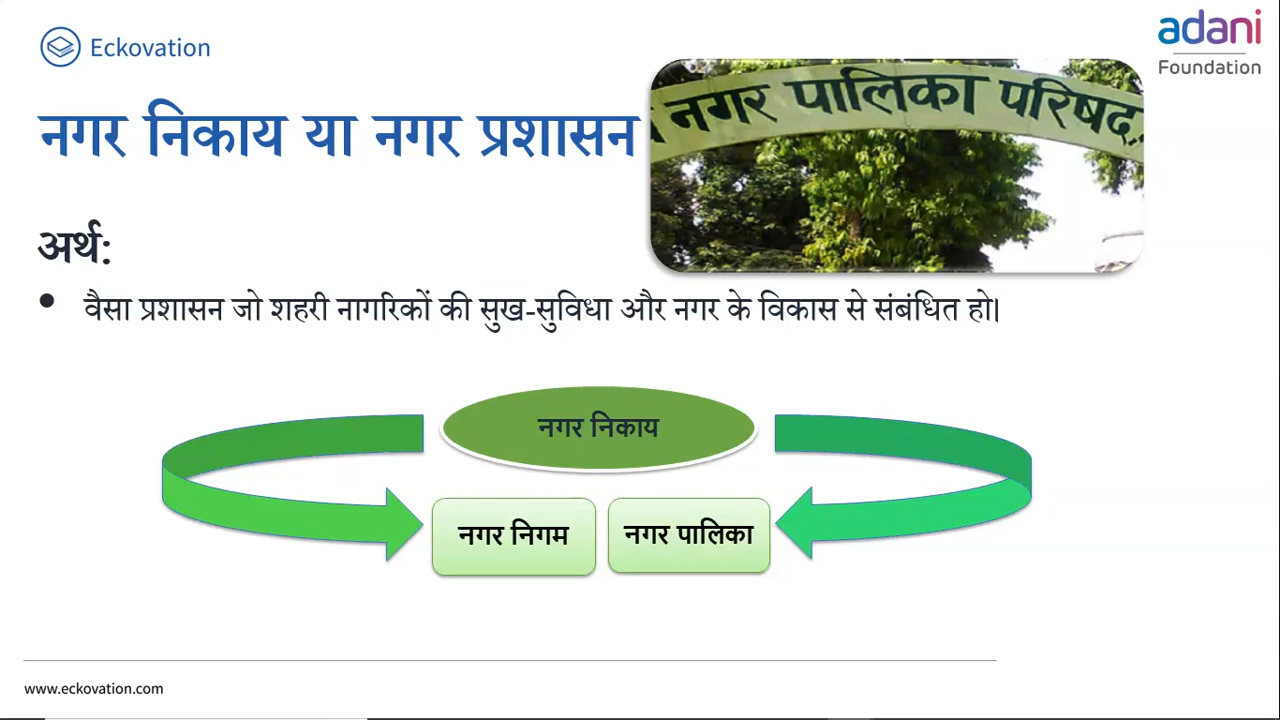 Eckovation
adani
Foundation
नगर पालिका परिषद
नगर निकाय या नगर प्रशासन
अर्थ:
• वैसा प्रशासन जो शहरी नागरिकों की सुख-सुविधा और नगर के विकास से संबंधित हो।
नगर निकाय
नगर निगम
नगर पालिका
www.eckovation.com